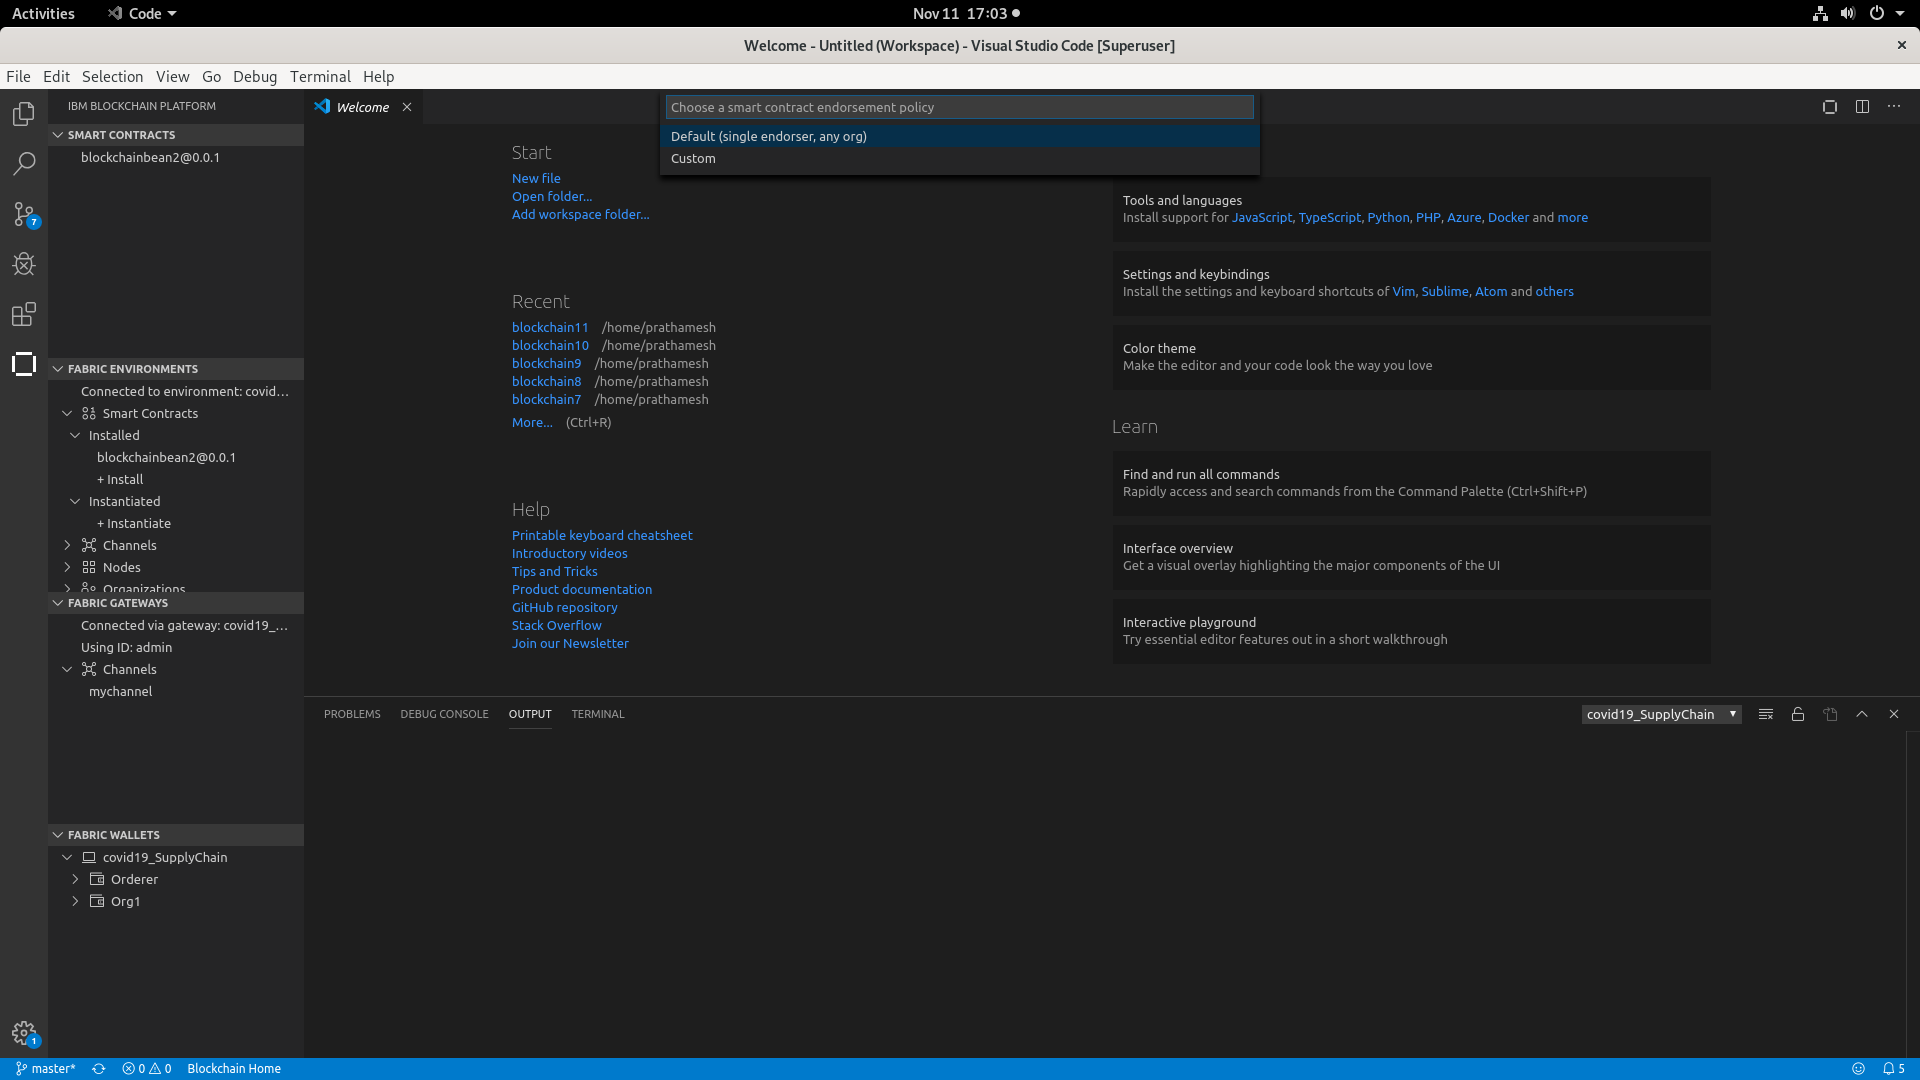 Activities
Code
Nov 11 17:03
Welcome - Untitled (Workspace) - Visual Studio Code [Superuser]
File Edit Selection View Go Debug Terminal Help
IBM BLOCKCHAIN PLATFORM
SMART CONTRACTS
blockchainbean2@0.0.1
7
FABRIC ENVIRONMENTS
Connected to environment: covid...
Smart Contracts
Installed
blockchainbean2@0.0.1
+ Install
Instantiated
+ Instantiate
Channels
Nodes
Organizations
FABRIC GATEWAYS
Connected via gateway: covid19_...
Using ID: admin
Channels
mychannel
FABRIC WALLETS
covid19_SupplyChain
Orderer
Org1
1
Welcome
Choose a smart contract endorsement policy
Default (single endorser, any org)
Custom
Start
New file
Open folder...
Add workspace folder...
Recent
blockchain11 /home/prathamesh
blockchain10 /home/prathamesh
blockchain9 /home/prathamesh
blockchain8 /home/prathamesh
blockchain7 /home/prathamesh
More... (Ctrl+R)
Help
Printable keyboard cheatsheet
Introductory videos
Tips and Tricks
Product documentation
GitHub repository
Stack Overflow
Join our Newsletter
Tools and languages
Install support for JavaScript, TypeScript, Python, PHP, Azure, Docker and more
Settings and keybindings
Install the settings and keyboard shortcuts of Vim, Sublime, Atom and others
Color theme
Make the editor and your code look the way you love
Learn
Find and run all commands
Rapidly access and search commands from the Command Palette (Ctrl+Shift+P)
Interface overview
Get a visual overlay highlighting the major components of the UI
Interactive playground
Try essential editor features out in a short walkthrough
PROBLEMS DEBUG CONSOLE OUTPUT TERMINAL
covid19_SupplyChain
master* 0 0 Blockchain Home
5